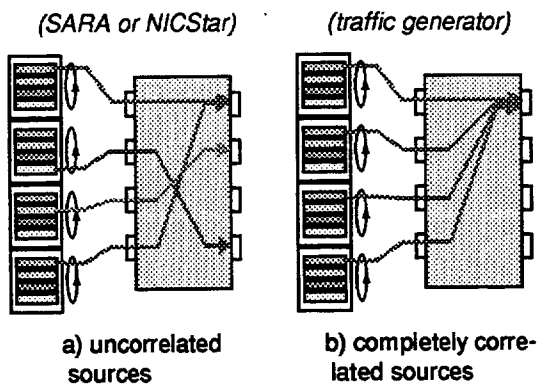 (SARA or NICStar)
(traffic generator)
a) uncorrelated
sources
b) completely corre-
lated sources